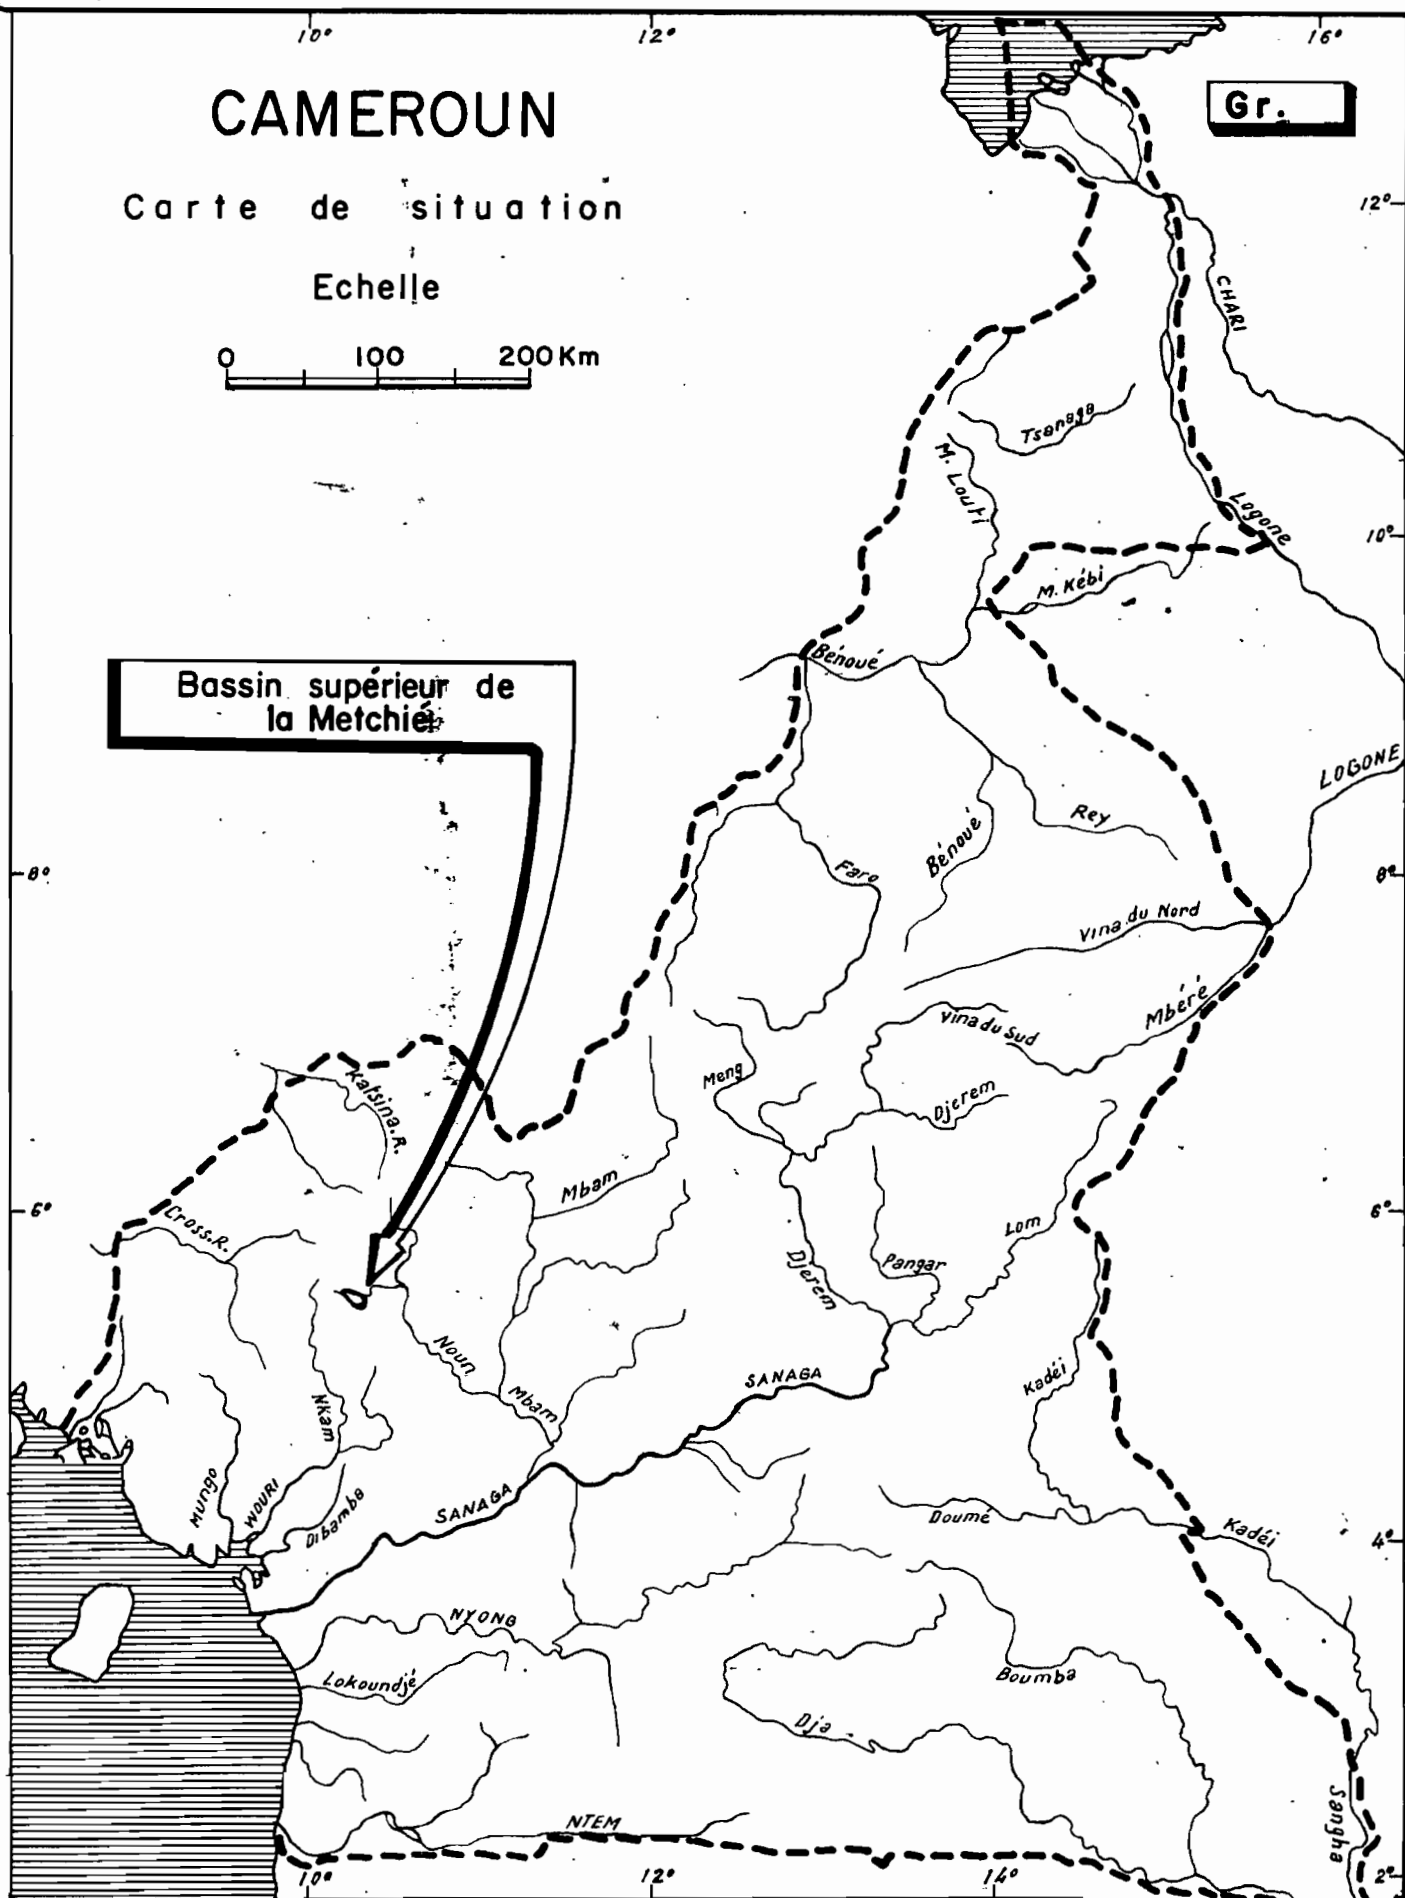 10°
12°
16°
CAMEROUN
Gr.
Carte de situation
12°
Echelle
0 100 200 Km
CHARI
Tsanaga
M. Louti
Logone
10°
M. Kébi
Bénoué
Bassin supérieur de
la Metchié
LOGONE
Rey
Bénoué
Faro
8°
8°
Vina du Nord
Mbéré
Vina du Sud
Meng
Katsina.R.
Djerem
Mbam
6°
6°
Cross.R.
Lom
Pangar
Djerem
Noun
SANAGA
Kadéi
Mbam
Nkam
Mungo
WOURI
SANAGA
Dibamba
Doumé
Kadéi
4°
NYONG
Lokoundjé
Boumba
Dja
Sangha
NTEM
10°
12°
14°
2°